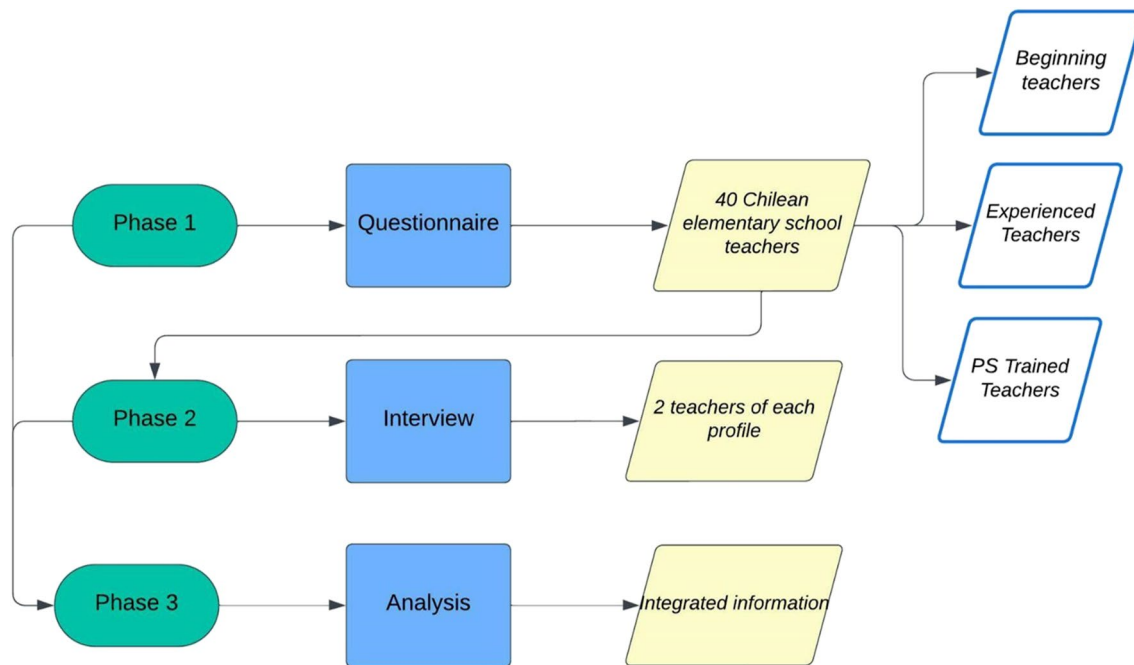 Beginning
teachers
Phase 1
Questionnaire
40 Chilean
elementary school
teachers
Experienced
Teachers
PS Trained
Teachers
Phase 2
Interview
2 teachers of each
profile
Phase 3
Analysis
Integrated information